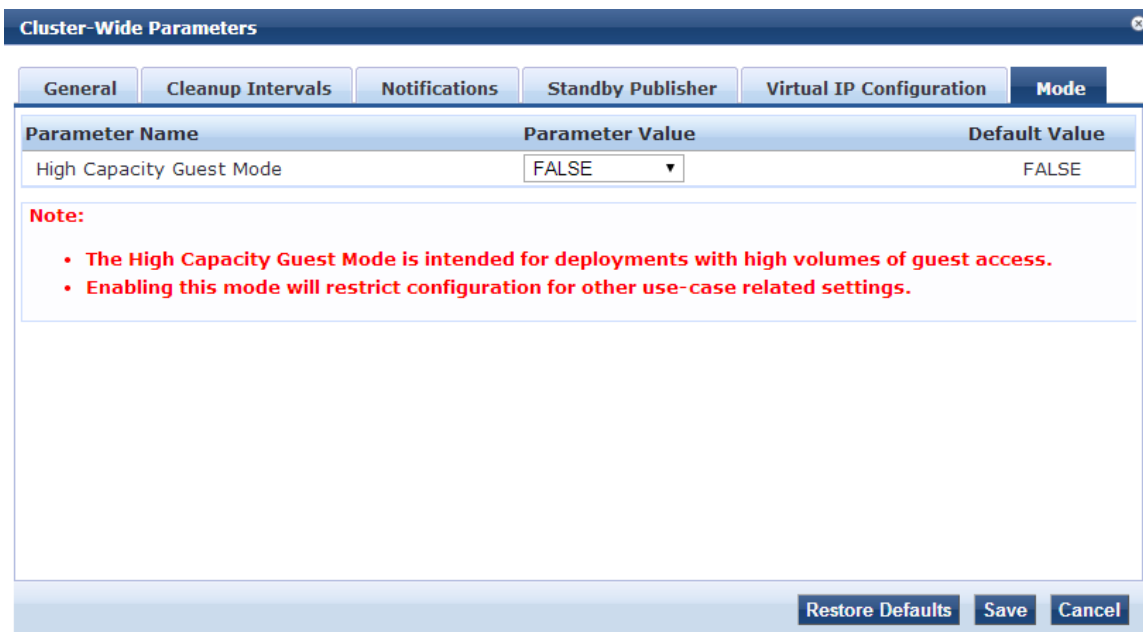 Cluster-Wide Parameters
General Cleanup Intervals Notifications Standby Publisher Virtual IP Configuration Mode
Parameter Name Parameter Value Default Value
High Capacity Guest Mode FALSE FALSE
Note:
• The High Capacity Guest Mode is intended for deployments with high volumes of guest access.
• Enabling this mode will restrict configuration for other use-case related settings.
Restore Defaults Save Cancel